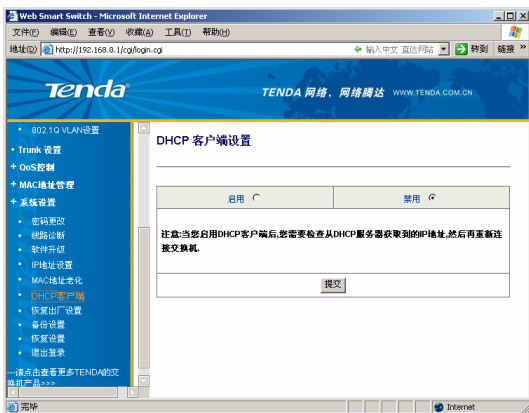 Web Smart Switch - Microsoft Internet Explorer
文件(F) 编辑(E) 查看(V) 收藏(A) 工具(T) 帮助(H)
地址(D) http://192.168.0.1/cgi/login.cgi 输入中文 直达网站 转到 链接 »
Tenda® TENDA 网络，网络腾达 WWW.TENDA.COM.CN
• 802.1Q VLAN设置
• Trunk 设置
+ QoS控制
+ MAC地址管理
+ 系统设置
• 密码更改
• 线路诊断
• 软件升级
• IP地址设置
• MAC地址老化
• DHCP客户端
• 恢复出厂设置
• 备份设置
• 恢复设置
• 退出登录
---请点击查看更多TENDA的交
换机产品>>>
DHCP 客户端设置
启用 禁用
注意:当您启用DHCP客户端后,您需要检查从DHCP服务器获取到的IP地址,然后再重新连
接交换机.
提交
完毕 Internet